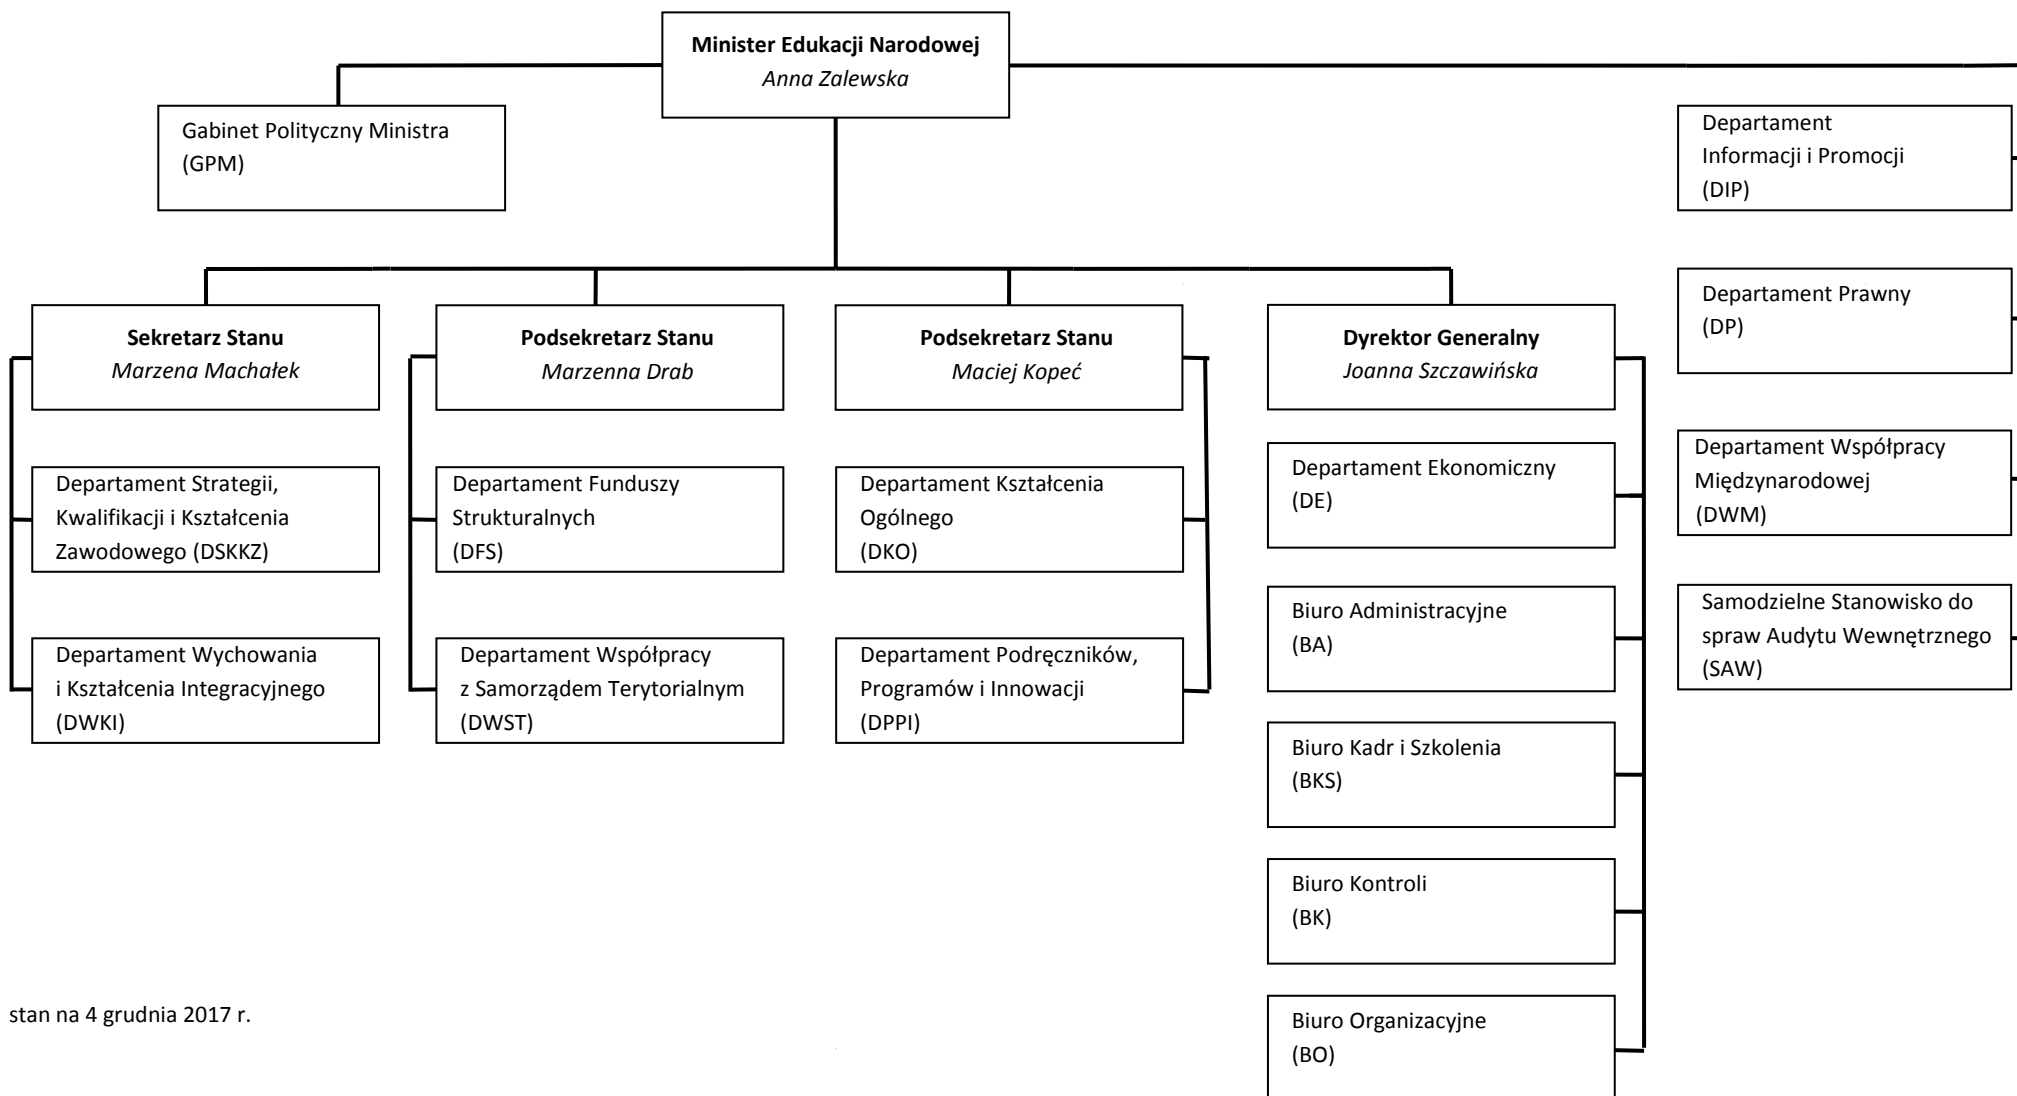 Minister Edukacji Narodowej
Anna Zalewska
Gabinet Polityczny Ministra
(GPM)
Departament
Informacji i Promocji
(DIP)
Departament Prawny
(DP)
Departament Współpracy
Międzynarodowej
(DWM)
Samodzielne Stanowisko do
spraw Audytu Wewnętrznego
(SAW)
Sekretarz Stanu
Marzena Machałek
Departament Strategii,
Kwalifikacji i Kształcenia
Zawodowego (DSKKZ)
Departament Wychowania
i Kształcenia Integracyjnego
(DWKI)
Podsekretarz Stanu
Marzenna Drab
Departament Funduszy
Strukturalnych
(DFS)
Departament Współpracy
z Samorządem Terytorialnym
(DWST)
Podsekretarz Stanu
Maciej Kopeć
Departament Kształcenia
Ogólnego
(DKO)
Departament Podręczników,
Programów i Innowacji
(DPPI)
Dyrektor Generalny
Joanna Szczawińska
Departament Ekonomiczny
(DE)
Biuro Administracyjne
(BA)
Biuro Kadr i Szkolenia
(BKS)
Biuro Kontroli
(BK)
Biuro Organizacyjne
(BO)
stan na 4 grudnia 2017 r.